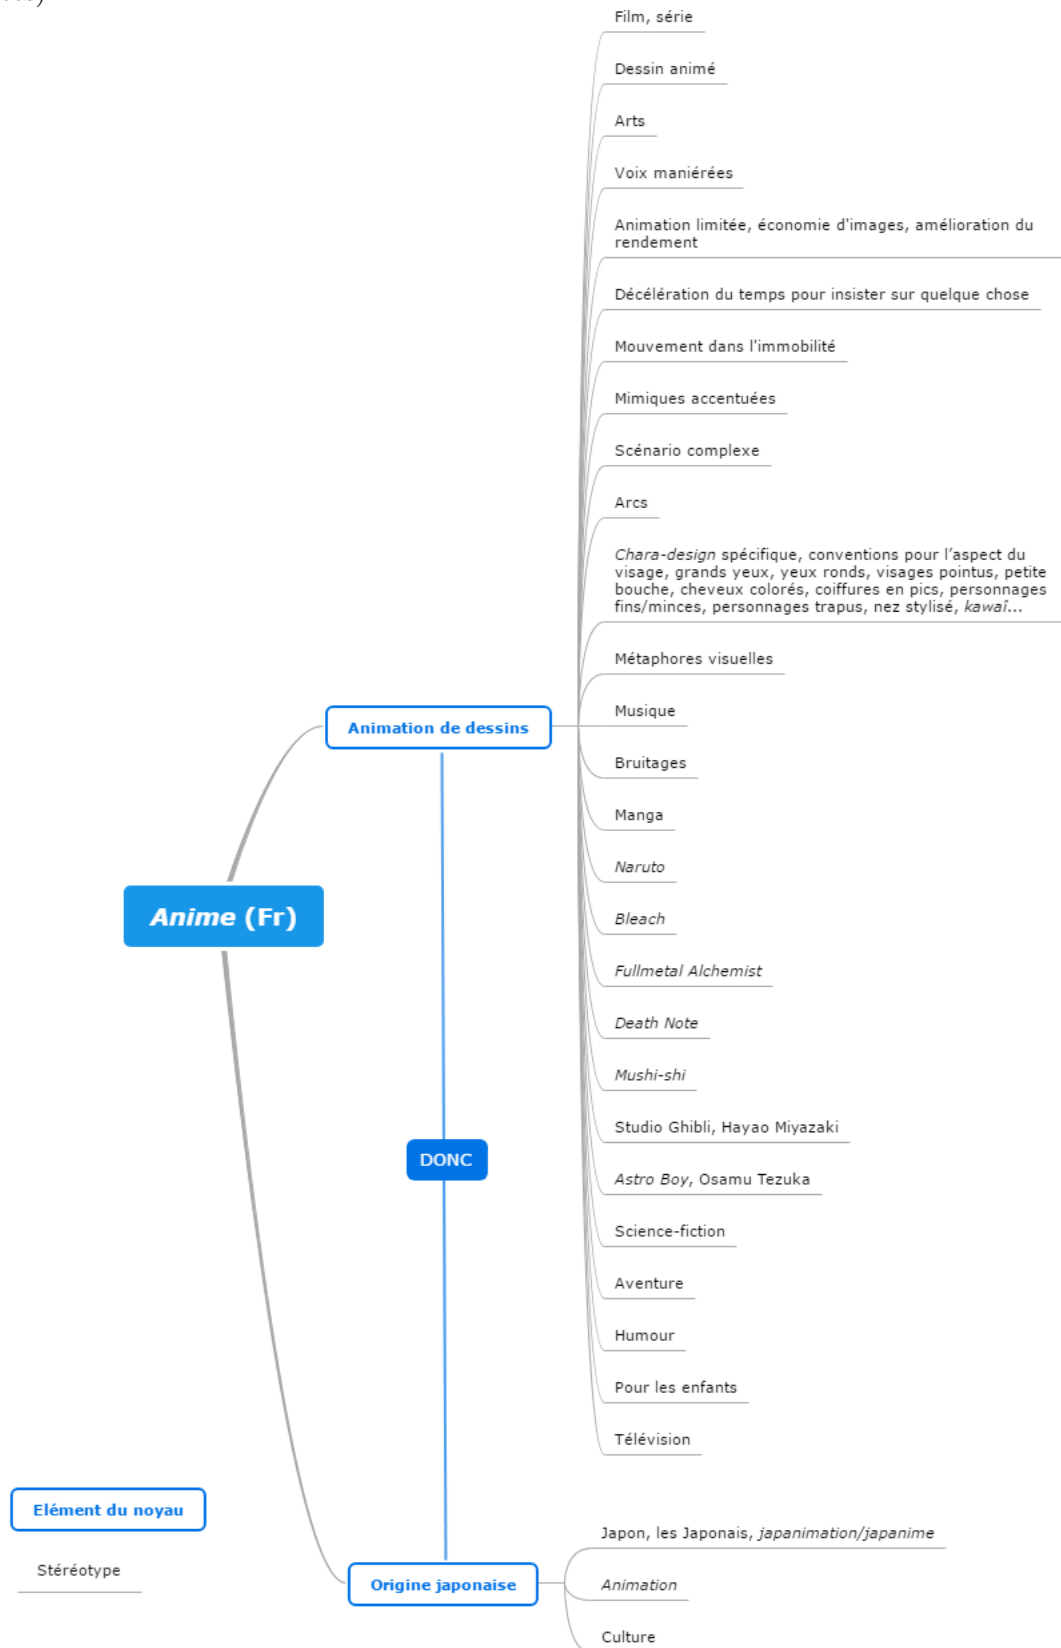 Film, série
Dessin animé
Arts
Voix maniérées
Animation limitée, économie d'images, amélioration du
rendement
Décélération du temps pour insister sur quelque chose
Mouvement dans l'immobilité
Mimiques accentuées
Scénario complexe
Arcs
Chara-design spécifique, conventions pour l’aspect du
visage, grands yeux, yeux ronds, visages pointus, petite
bouche, cheveux colorés, coiffures en pics, personnages
fins/minces, personnages trapus, nez stylisé, kawaî...
Métaphores visuelles
Musique
Animation de dessins
Bruitages
Manga
Naruto
Anime (Fr)
Bleach
Fullmetal Alchemist
Death Note
Mushi-shi
Studio Ghibli, Hayao Miyazaki
DONC
Astro Boy, Osamu Tezuka
Science-fiction
Aventure
Humour
Pour les enfants
Télévision
Elément du noyau
Stéréotype
Origine japonaise
Japon, les Japonais, japanimation/japanime
Animation
Culture